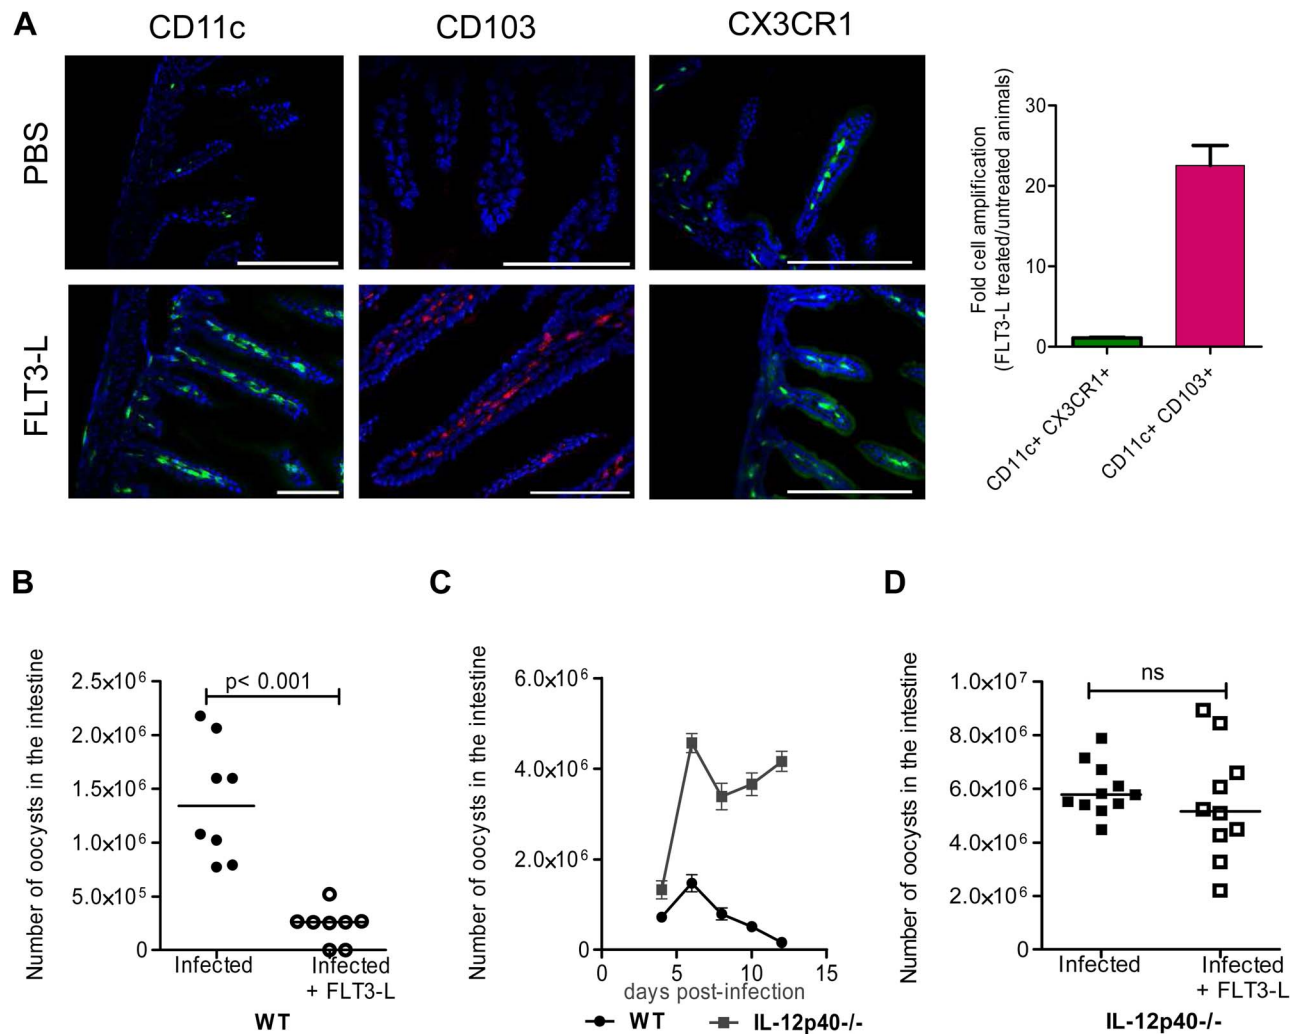 A
CD11c
CD103
CX3CR1
PBS
FLT3-L
Fold cell amplification
(FLT3-L treated/untreated animals)
30
20
10
0
CD11c+ CX3CR1+
CD11c+ CD103+
B
Number of oocysts in the intestine
2.5x10⁶
2.0x10⁶
1.5x10⁶
1.0x10⁶
5.0x10⁵
0
p< 0.001
Infected
Infected
+ FLT3-L
WT
C
Number of oocysts in the intestine
6.0x10⁶
4.0x10⁶
2.0x10⁶
0
0 5 10 15
days post-infection
WT IL-12p40-/-
D
Number of oocysts in the intestine
1.0x10⁷
8.0x10⁶
6.0x10⁶
4.0x10⁶
2.0x10⁶
0
ns
Infected
Infected
+ FLT3-L
IL-12p40-/-